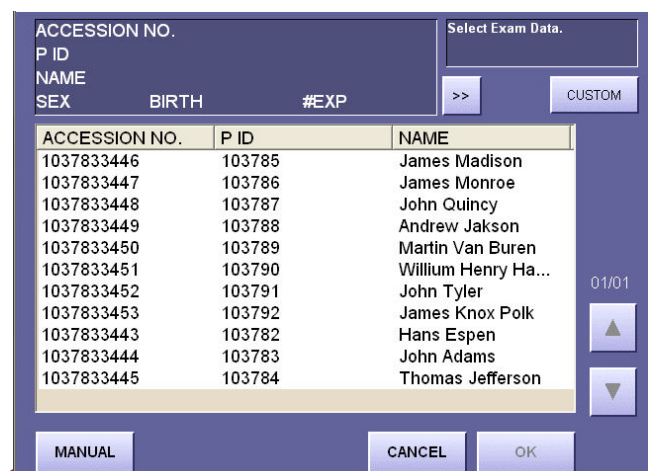 ACCESSION NO.
P ID
NAME
SEX BIRTH #EXP
Select Exam Data.
>> CUSTOM
ACCESSION NO. P ID NAME
1037833446 103785 James Madison
1037833447 103786 James Monroe
1037833448 103787 John Quincy
1037833449 103788 Andrew Jakson
1037833450 103789 Martin Van Buren
1037833451 103790 Willium Henry Ha...
1037833452 103791 John Tyler
1037833453 103792 James Knox Polk
1037833443 103782 Hans Espen
1037833444 103783 John Adams
1037833445 103784 Thomas Jefferson
01/01
MANUAL CANCEL OK